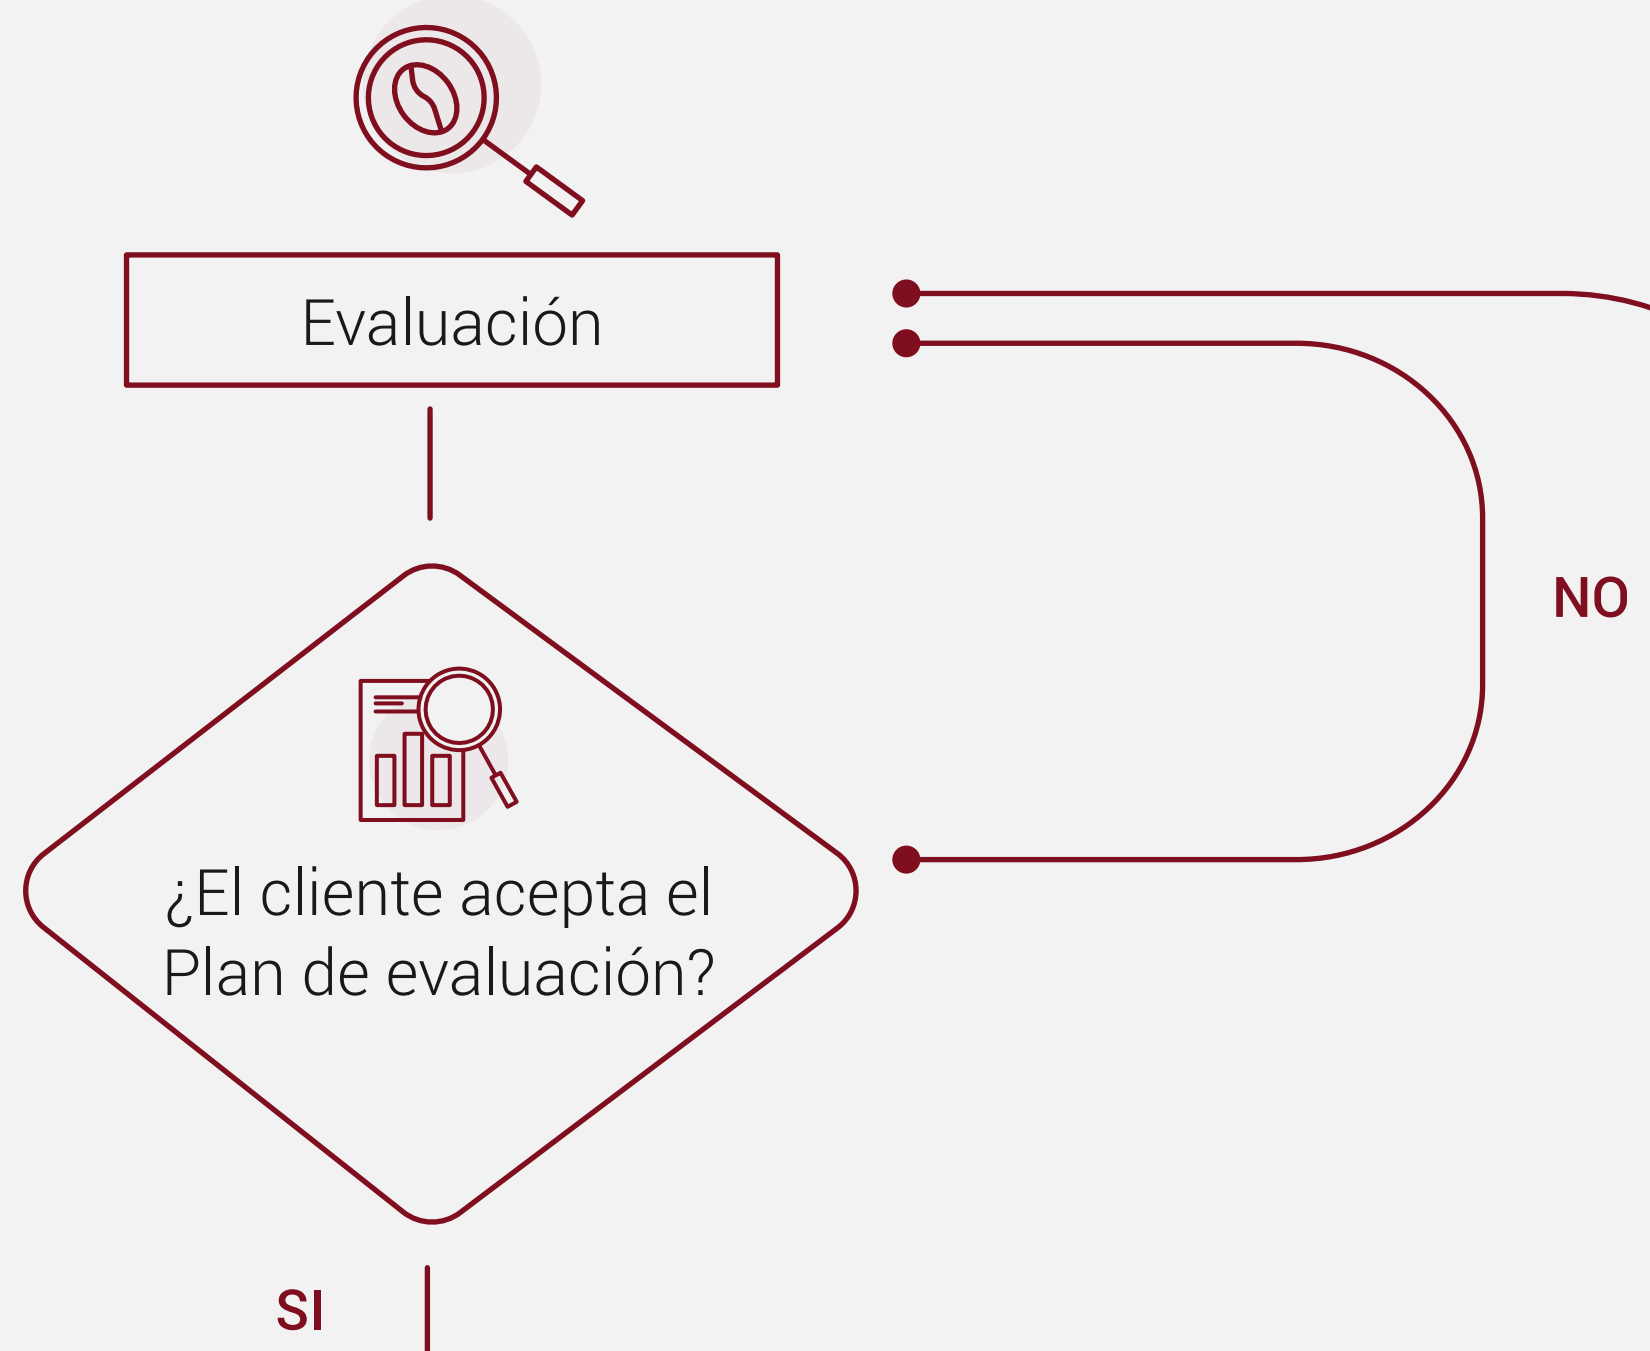 Evaluación
NO
¿El cliente acepta el
Plan de evaluación?
SI